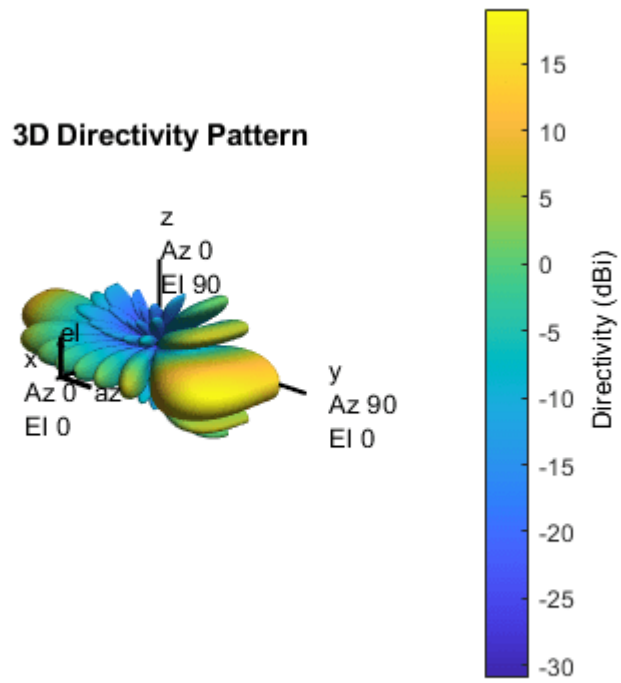 3D Directivity Pattern
z
Az 0
El 90
el
x
Az 0
az
El 0
y
Az 90
El 0
15
10
5
0
-5
-10
-15
-20
-25
-30
Directivity (dBi)